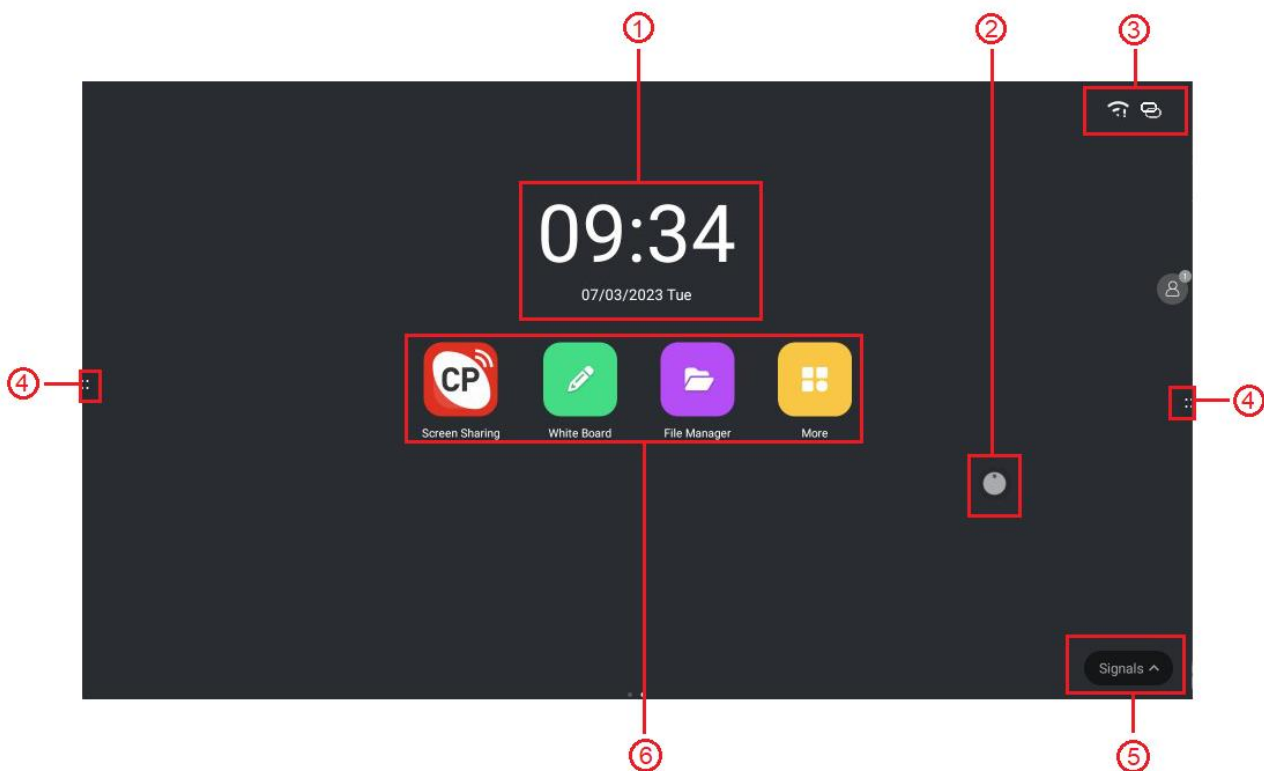 ① ② ③
09:34
07/03/2023 Tue
1
④ ④
CP
Screen Sharing White Board File Manager More
Signals
⑥ ⑤